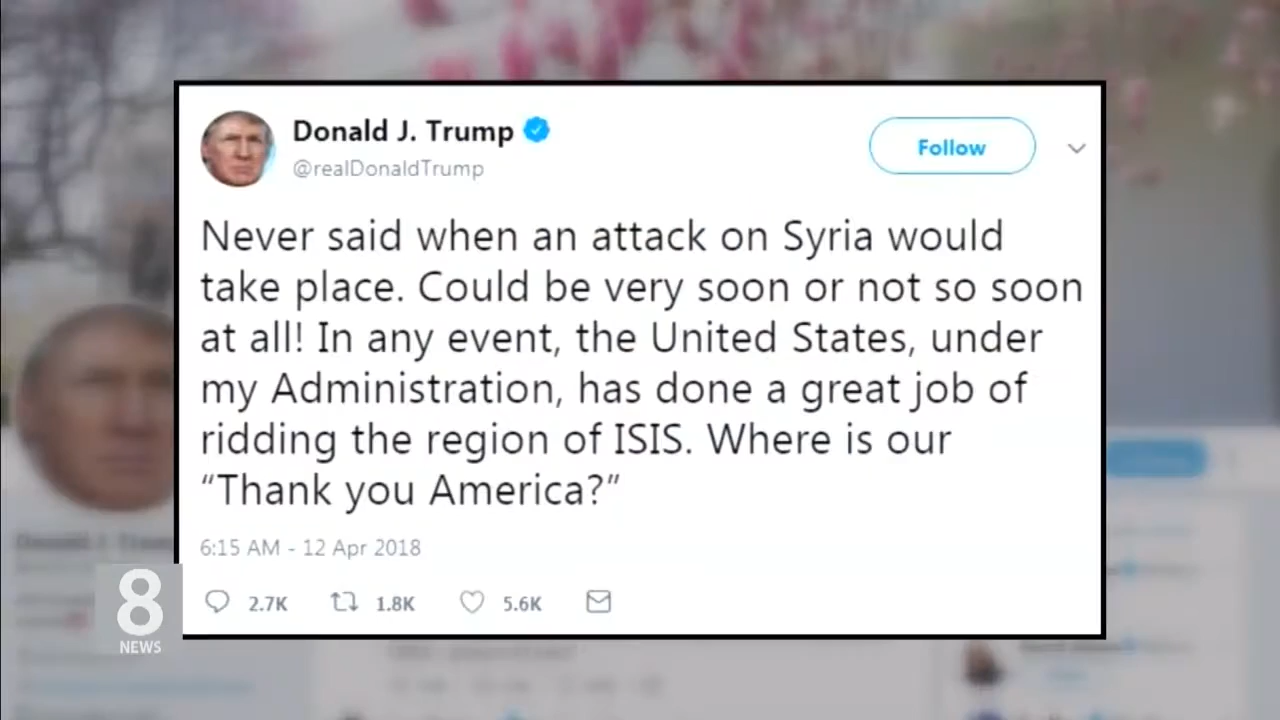 Donald J. Trump
@realDonaldTrump
Follow
Never said when an attack on Syria would
take place. Could be very soon or not so soon
at all! In any event, the United States, under
my Administration, has done a great job of
ridding the region of ISIS. Where is our
“Thank you America?”
6:15 AM - 12 Apr 2018
2.7K 1.8K 5.6K
8
NEWS